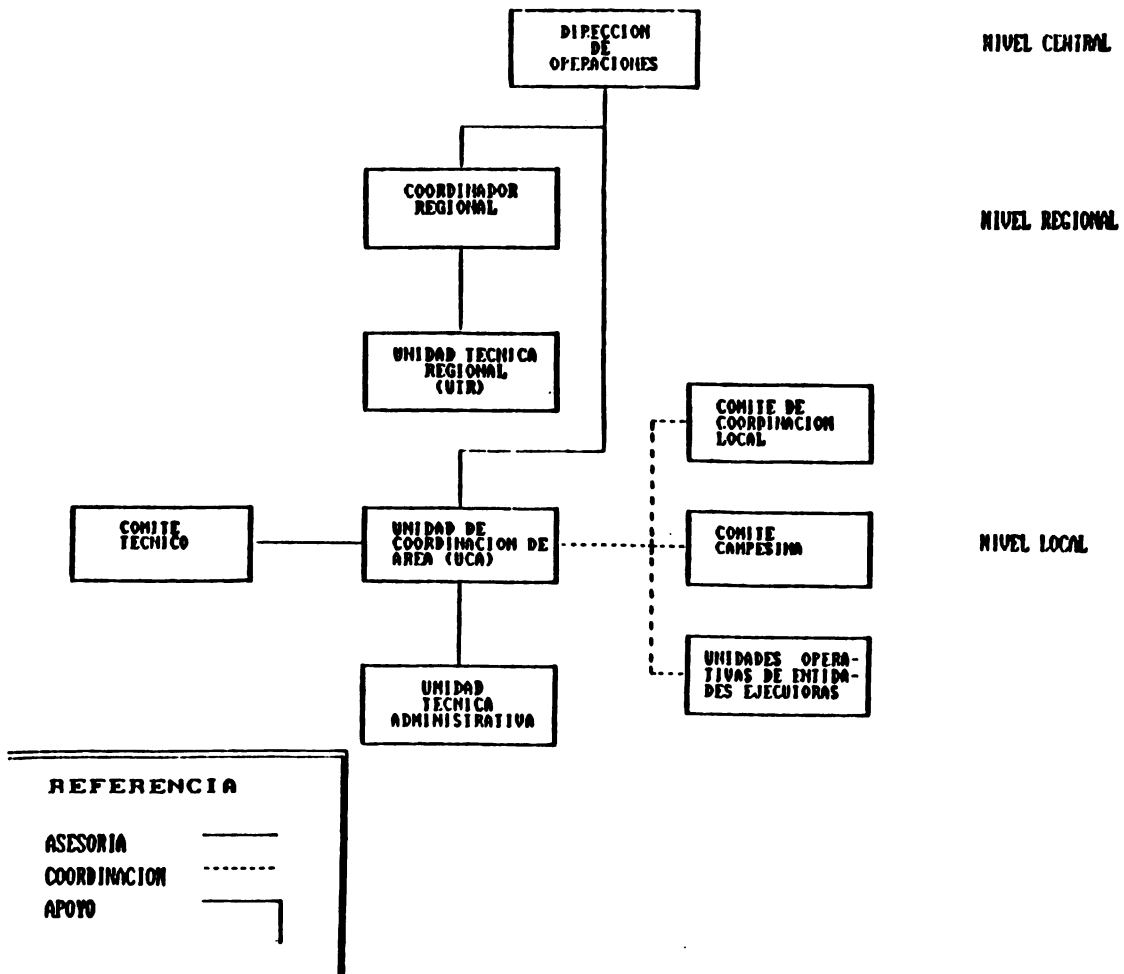 DIRECCION
DE
OPERACIONES
NIVEL CENTRAL
COORDINADOR
REGIONAL
NIVEL REGIONAL
UNIDAD TECNICA
REGIONAL
(UTR)
COMITE DE
COORDINACION
LOCAL
COMITE
TECNICO
UNIDAD DE
COORDINACION DE
AREA (UCA)
COMITE
CAMPESINA
NIVEL LOCAL
UNIDADES OPERA-
TIVAS DE ENTIDA-
DES EJECUTORAS
UNIDAD
TECNICA
ADMINISTRATIVA
REFERENCIA
ASESORIA
COORDINACION
APOYO